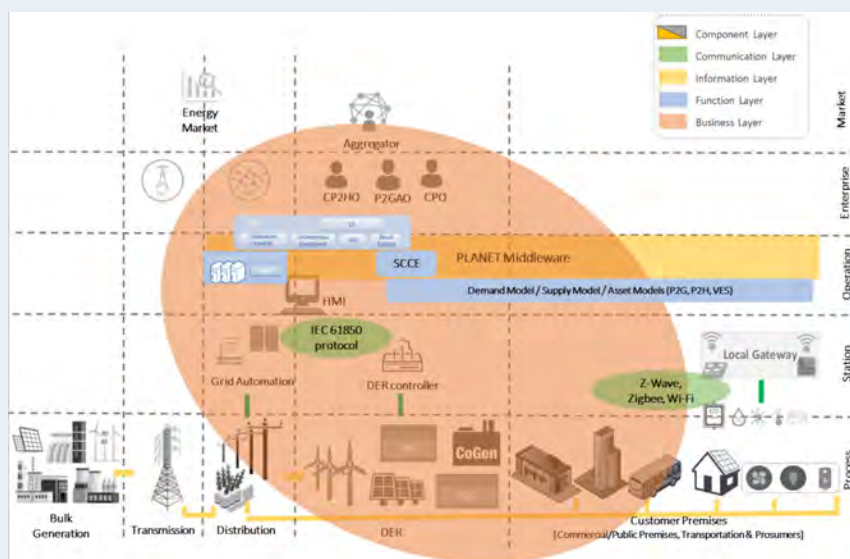 Component Layer
Communication Layer
Information Layer
Function Layer
Business Layer
Market
Energy
Market
Aggregator
Enterprise
CP2HO
P2GAO
CPO
Operation
SCCE
PLANET Middleware
Demand Model / Supply Model / Asset Models (P2G, P2H, VES)
HMI
Station
IEC 61850
protocol
Local Gateway
Grid Automation
DER controller
Z-Wave,
Zigbee, Wi-Fi
Process
CoGen
Bulk
Generation
Transmission
Distribution
DER
Customer Premises
[Commercial/Public Premises, Transportation & Prosumers]